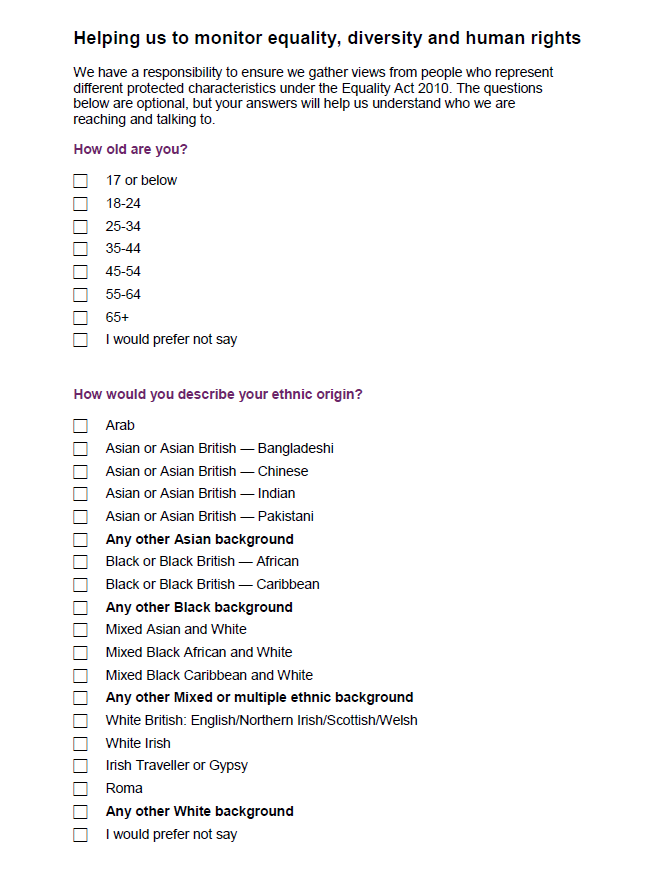 Helping us to monitor equality, diversity and human rights
We have a responsibility to ensure we gather views from people who represent
different protected characteristics under the Equality Act 2010. The questions
below are optional, but your answers will help us understand who we are
reaching and talking to.
How old are you?
17 or below
18-24
25-34
35-44
45-54
55-64
65+
I would prefer not say
How would you describe your ethnic origin?
Arab
Asian or Asian British — Bangladeshi
Asian or Asian British — Chinese
Asian or Asian British — Indian
Asian or Asian British — Pakistani
Any other Asian background
Black or Black British — African
Black or Black British — Caribbean
Any other Black background
Mixed Asian and White
Mixed Black African and White
Mixed Black Caribbean and White
Any other Mixed or multiple ethnic background
White British: English/Northern Irish/Scottish/Welsh
White Irish
Irish Traveller or Gypsy
Roma
Any other White background
I would prefer not say